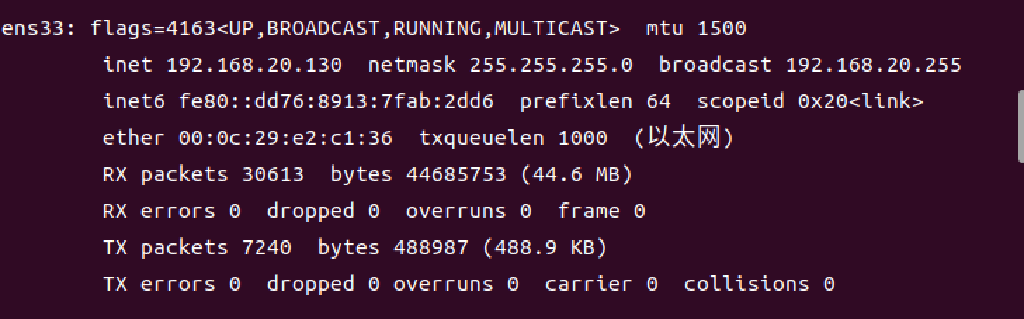 ens33: flags=4163<UP,BROADCAST,RUNNING,MULTICAST>  mtu 1500
        inet 192.168.20.130  netmask 255.255.255.0  broadcast 192.168.20.255
        inet6 fe80::dd76:8913:7fab:2dd6  prefixlen 64  scopeid 0x20<link>
        ether 00:0c:29:e2:c1:36  txqueuelen 1000  (以太网)
        RX packets 30613  bytes 44685753 (44.6 MB)
        RX errors 0  dropped 0  overruns 0  frame 0
        TX packets 7240  bytes 488987 (488.9 KB)
        TX errors 0  dropped 0 overruns 0  carrier 0  collisions 0